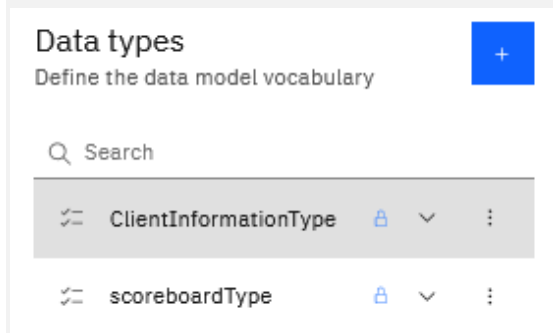 Data types
Define the data model vocabulary
+
Search
ClientInformationType
scoreboardType